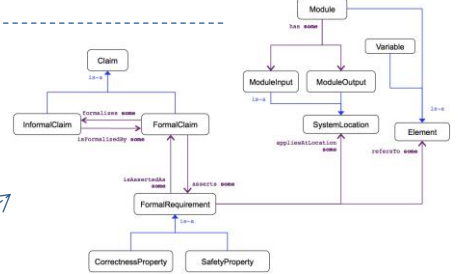 Module
has some
Variable
Claim
is-a
ModuleInput
ModuleOutput
is-a
is-a
formalizes some
InformalClaim
FormalClaim
isFormalizedBy some
SystemLocation
Element
appliesAtLocation
some
refersTo some
isAssertedAs
some
asserts some
FormalRequirement
is-a
CorrectnessProperty
SafetyProperty